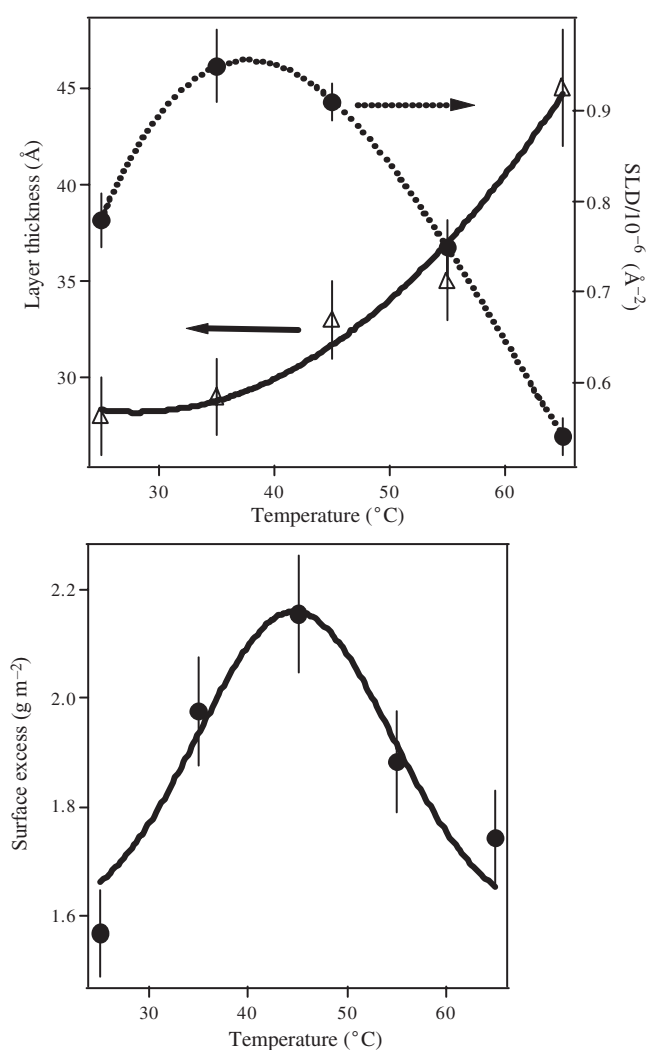 Layer thickness (Å)
45
40
35
30
0.9
0.8
0.7
0.6
SLD/10⁻⁶ (Å⁻²)
30 40 50 60
Temperature (°C)
Surface excess (g m⁻²)
2.2
2.0
1.8
1.6
30 40 50 60
Temperature (°C)